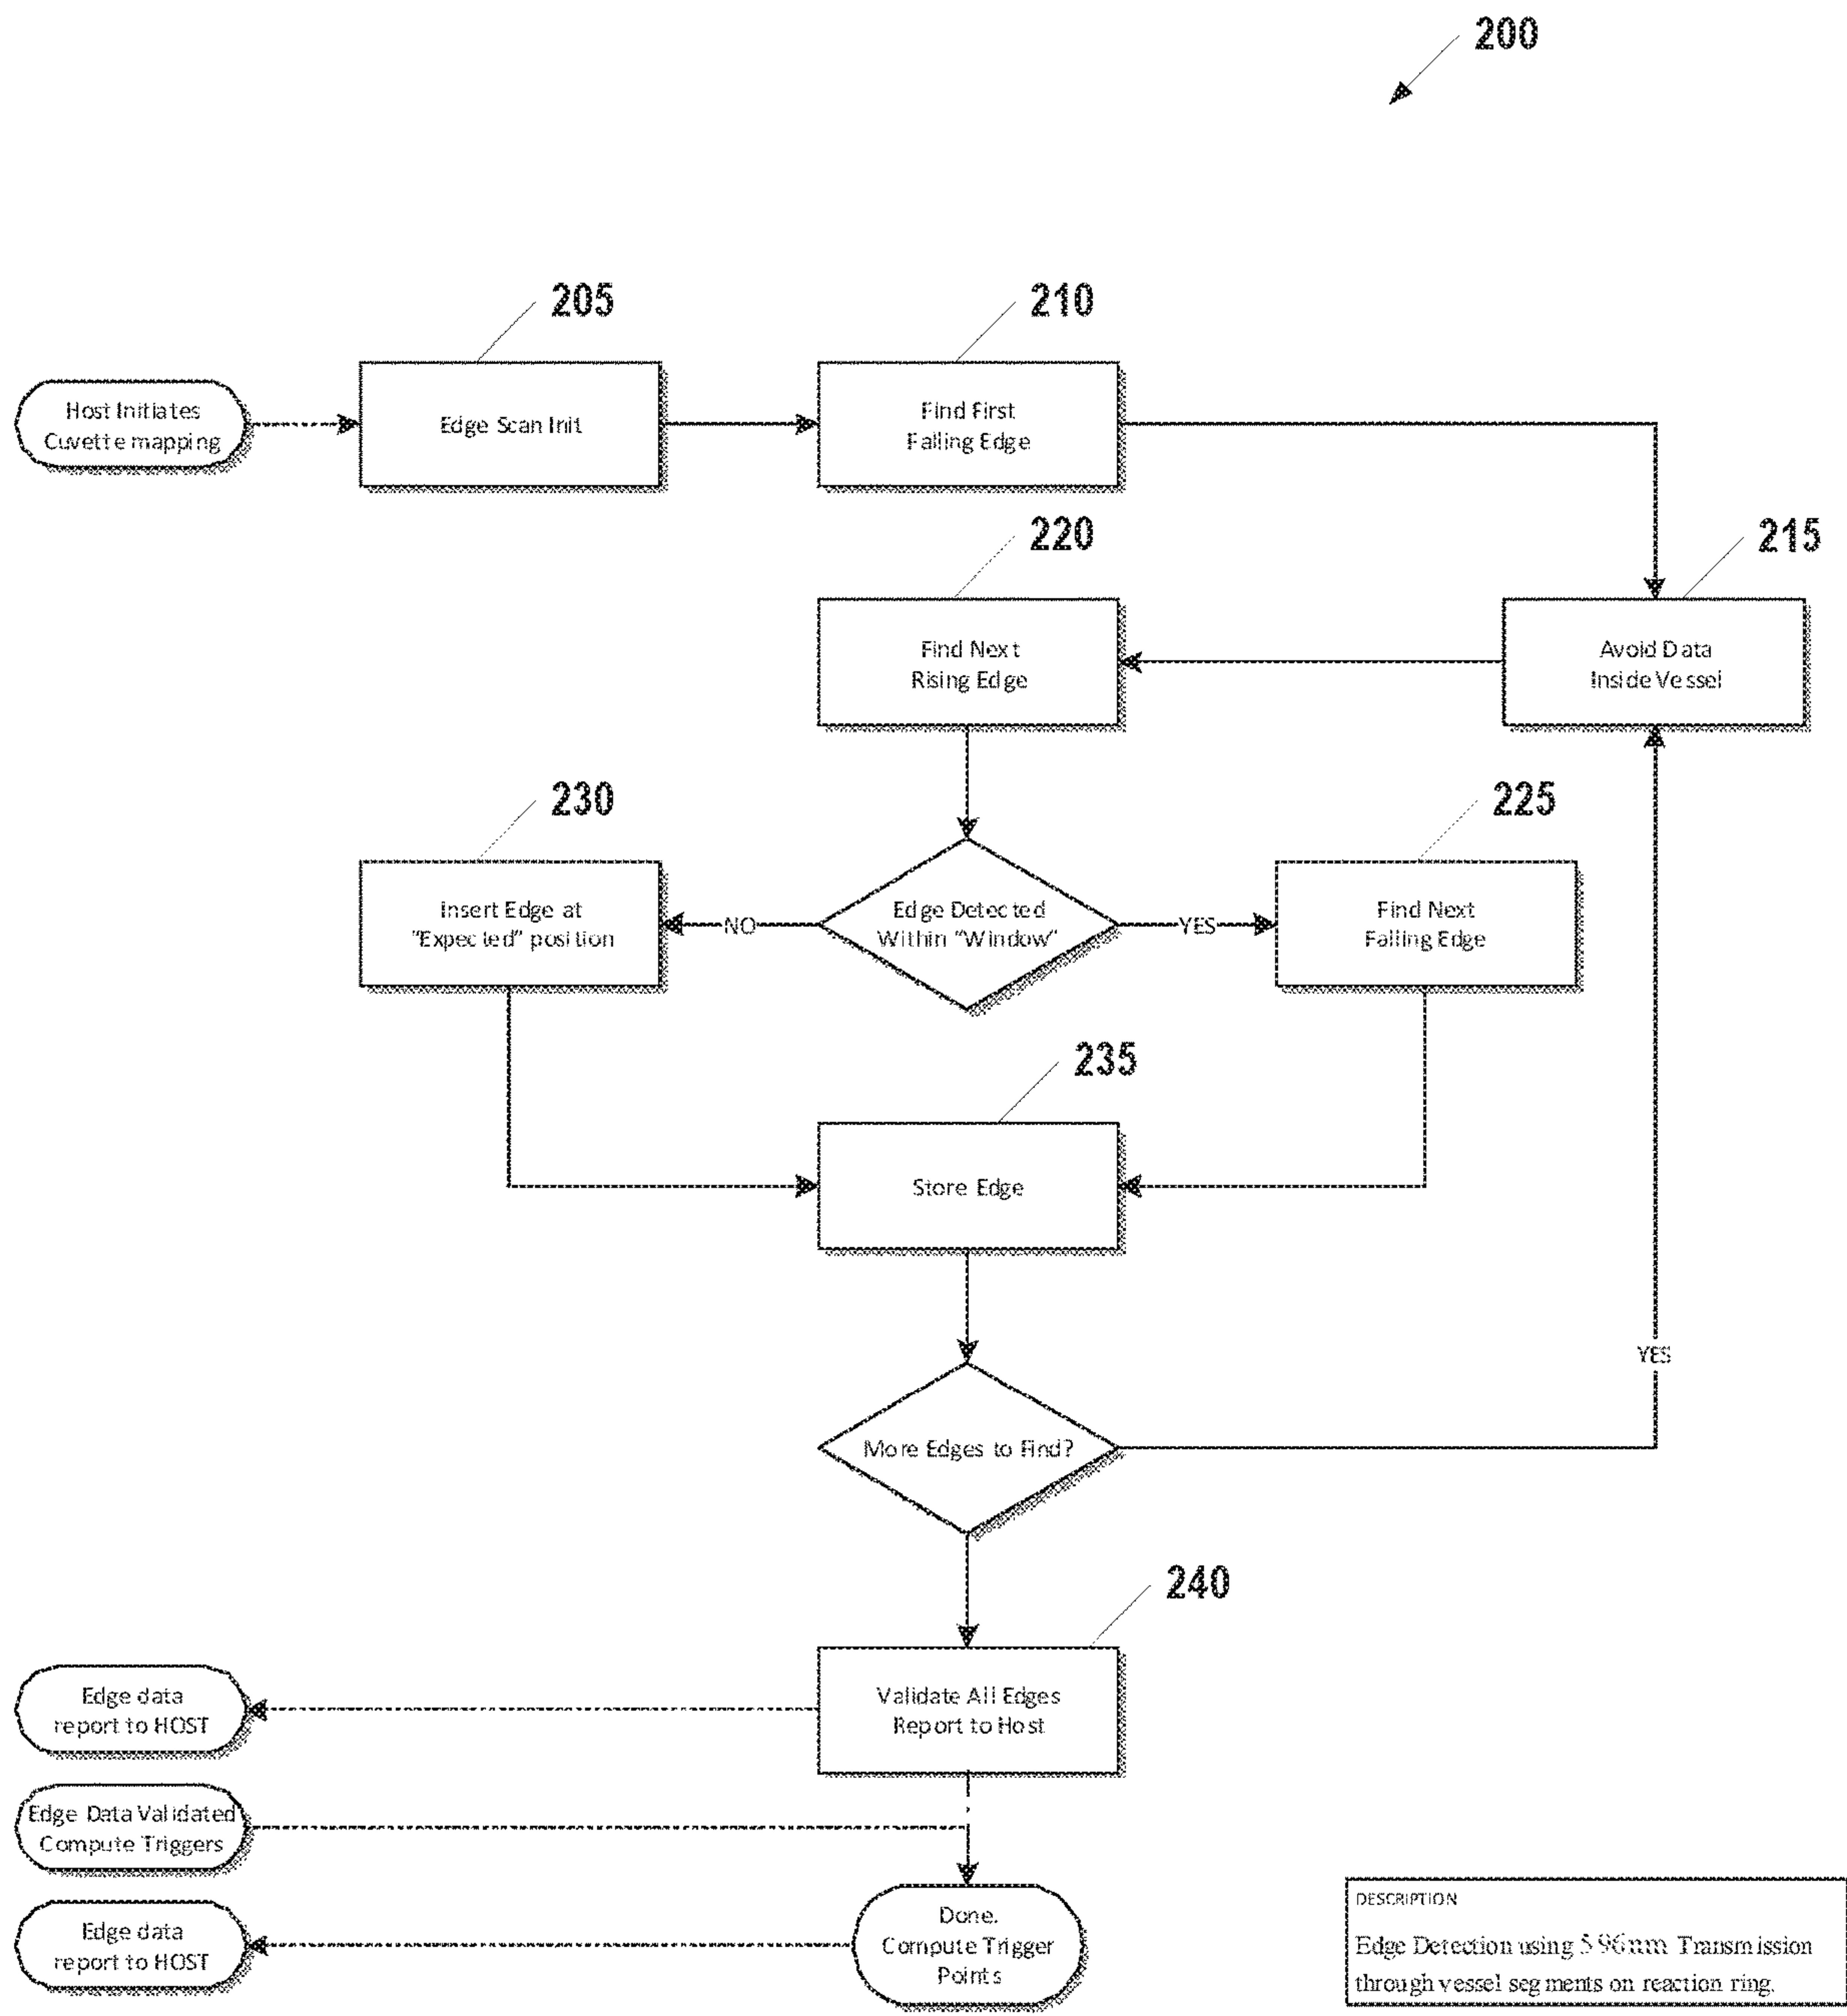 200
205
210
Host Initiates
Cuvette mapping
Edge Scan Init
Find First
Falling Edge
220
215
Find Next
Rising Edge
Avoid Data
Inside Vessel
230
225
Insert Edge at
"Expected" position
NO
Edge Detected
Within "Window"
YES
Find Next
Falling Edge
235
Store Edge
YES
More Edges to Find?
240
Edge data
report to HOST
Validate All Edges
Report to Host
Edge Data Validated
Compute Triggers
Edge data
report to HOST
Done.
Compute Trigger
Points
DESCRIPTION
Edge Detection using 596nm Transmission
through vessel segments on reaction ring.